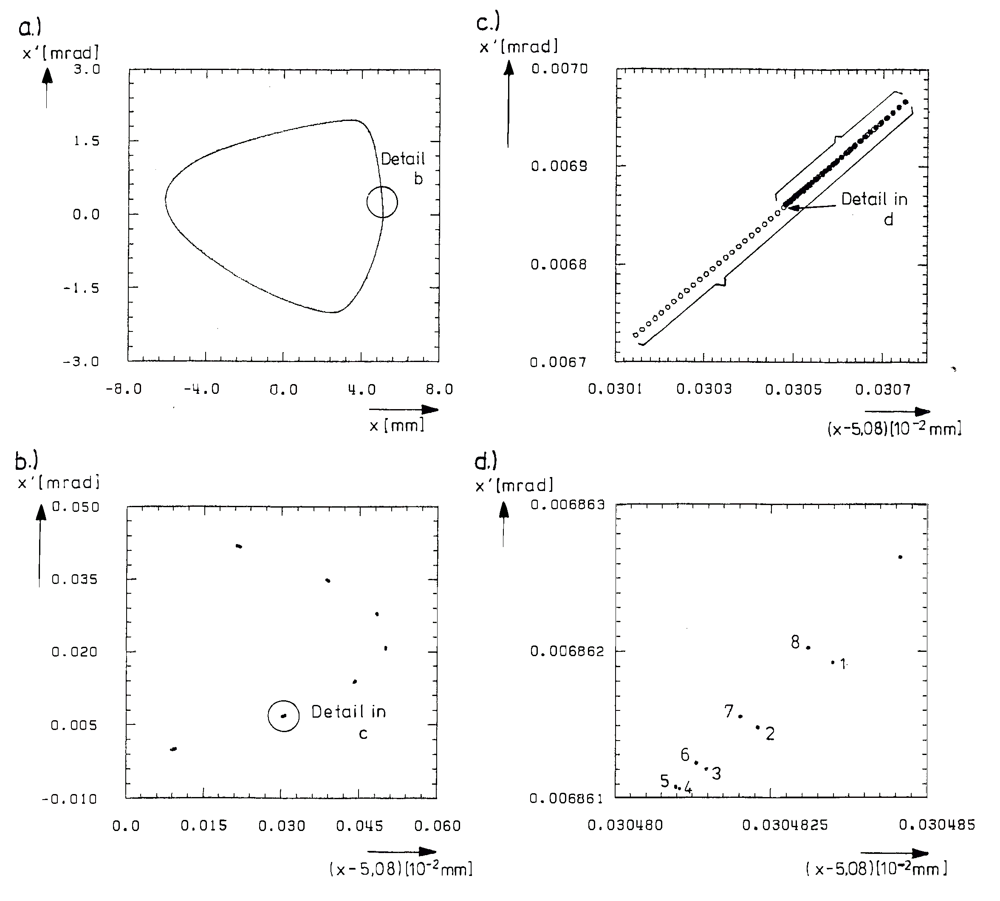 a.)
x´[mrad]
3.0
1.5
0.0
-1.5
-3.0
-8.0 -4.0 0.0 4.0 8.0
x [mm]
Detail
b
c.)
x´[mrad]
0.0070
0.0069
0.0068
0.0067
0.0301 0.0303 0.0305 0.0307
(x-5,08)[10⁻²mm]
Detail in
d
b.)
x´[mrad]
0.050
0.035
0.020
0.005
-0.010
0.0 0.015 0.030 0.045 0.060
(x-5,08)[10⁻²mm]
Detail in
c
d.)
x´[mrad]
0.006863
0.006862
0.006861
0.030480 0.0304825 0.030485
(x-5,08)[10⁻²mm]
8
1
7
2
6
3
5
4